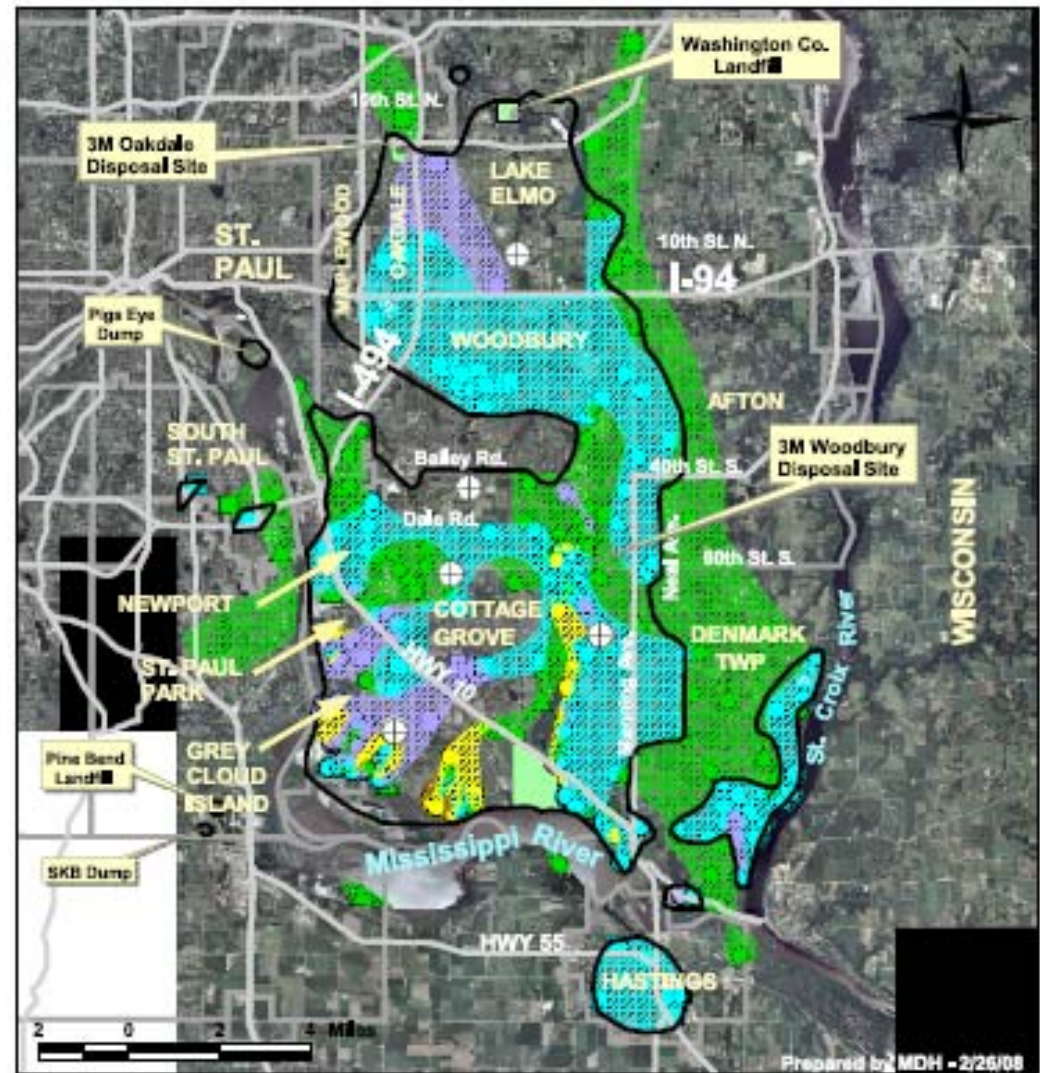 Washington Co.
Landfill
10th St. N.
3M Oakdale
Disposal Site
LAKE
ELMO
MAPLEWOOD
OAKDALE
ST.
PAUL
10th St. N.
I-94
Pigs Eye
Dump
WOODBURY
I-494
AFTON
SOUTH
ST. PAUL
3M Woodbury
Disposal Site
Bailey Rd.
40th St. S.
Dale Rd.
WISCONSIN
Neal Ave.
80th St. S.
NEWPORT
COTTAGE
GROVE
DENMARK
TWP
ST. PAUL
PARK
HWY 10
St. Croix River
GREY
CLOUD
ISLAND
Pine Bend
Landfill
Mississippi River
SKB Dump
HWY 55
HASTINGS
2 0 2 4 Miles
Prepared by MDH - 2/26/08